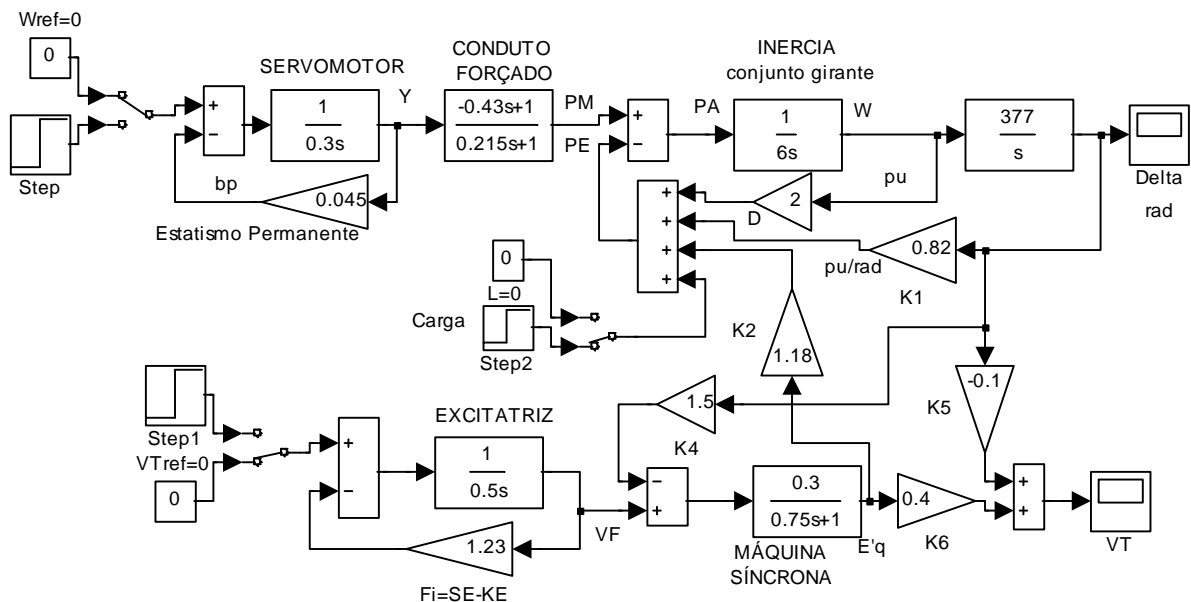 Wref=0
0
Step
SERVOMOTOR
+
−
1
0.3s
Y
bp
0.045
Estatismo Permanente
CONDUTO
FORÇADO
-0.43s+1
0.215s+1
PM
PE
+
−
PA
INERCIA
conjunto girante
1
6s
W
377
s
Delta
rad
pu
2
D
+
+
+
+
0.82
pu/rad
K1
0
L=0
Carga
Step2
K2
1.18
-0.1
K5
1.5
K4
Step1
VTref=0
0
+
−
EXCITATRIZ
1
0.5s
1.23
Fi=SE-KE
VF
−
+
0.3
0.75s+1
MÁQUINA
SÍNCRONA
E'q
0.4
K6
+
+
VT